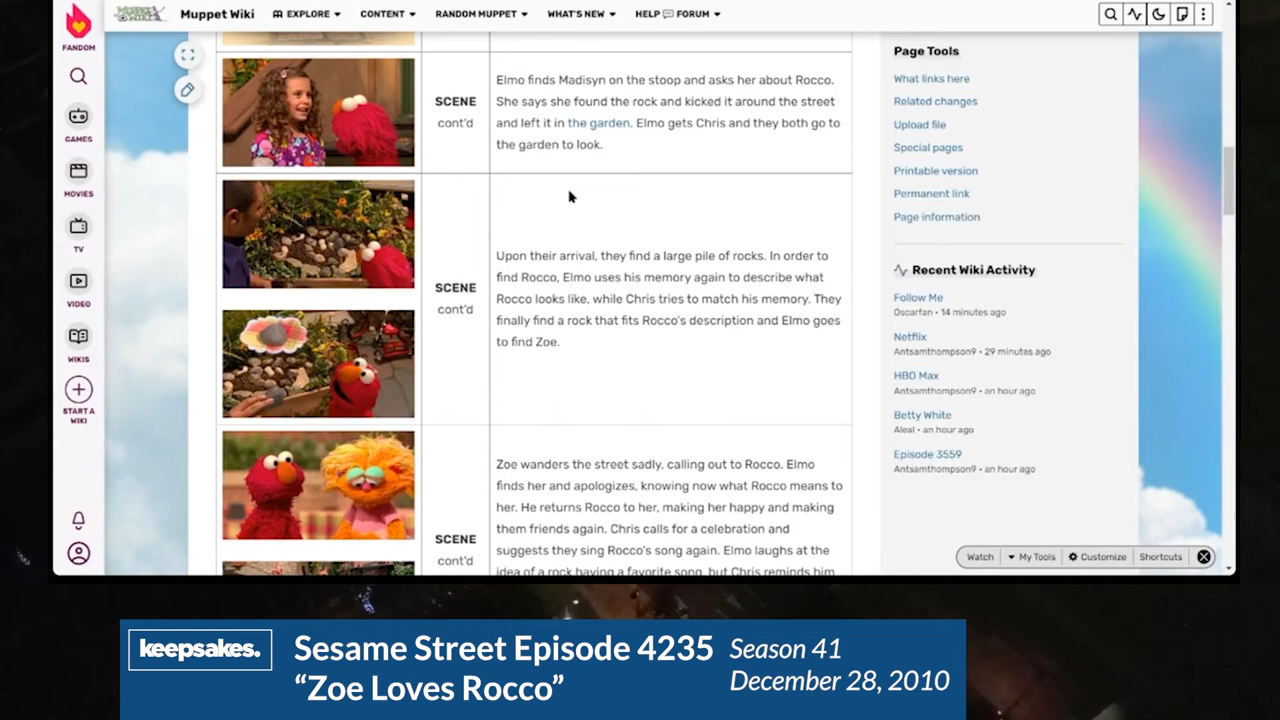 Muppet Wiki
EXPLORE
CONTENT
RANDOM MUPPET
WHAT'S NEW
HELP
FORUM
FANDOM
GAMES
MOVIES
TV
VIDEO
WIKIS
START A
WIKI
SCENE
cont'd
Elmo finds Madisyn on the stoop and asks her about Rocco.
She says she found the rock and kicked it around the street
and left it in the garden. Elmo gets Chris and they both go to
the garden to look.
SCENE
cont'd
Upon their arrival, they find a large pile of rocks. In order to
find Rocco, Elmo uses his memory again to describe what
Rocco looks like, while Chris tries to match his memory. They
finally find a rock that fits Rocco's description and Elmo goes
to find Zoe.
SCENE
cont'd
Zoe wanders the street sadly, calling out to Rocco. Elmo
finds her and apologizes, knowing now what Rocco means to
her. He returns Rocco to her, making her happy and making
them friends again. Chris calls for a celebration and
suggests they sing Rocco's song again. Elmo laughs at the
idea of a rock having a favorite song, but Chris reminds him
Page Tools
What links here
Related changes
Upload file
Special pages
Printable version
Permanent link
Page information
Recent Wiki Activity
Follow Me
Oscarfan • 14 minutes ago
Netflix
Antsamthompson9 • 29 minutes ago
HBO Max
Antsamthompson9 • an hour ago
Betty White
Aleal • an hour ago
Episode 3559
Antsamthompson9 • an hour ago
Watch
My Tools
Customize
Shortcuts
keepsakes.
Sesame Street Episode 4235
"Zoe Loves Rocco"
Season 41
December 28, 2010